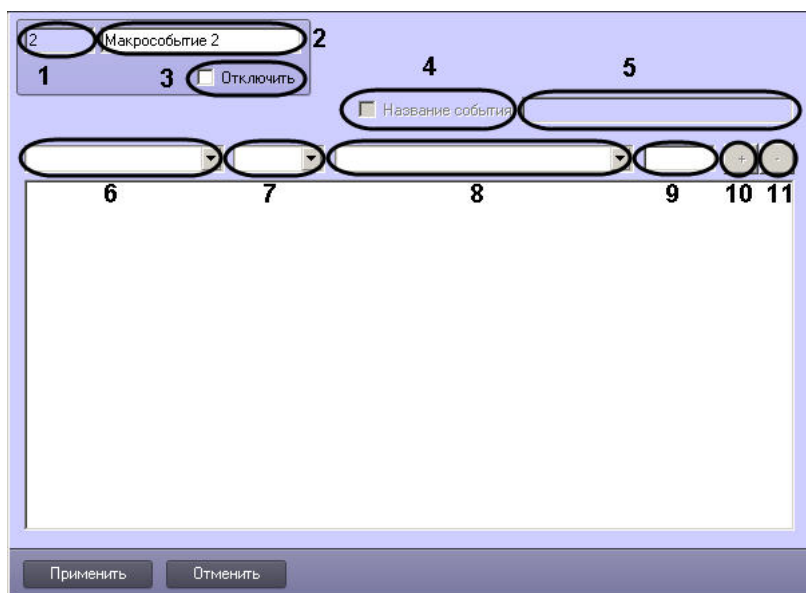 2 Макрособытие 2 2
1 3 Отключить
4 5
Название события
+ -
6 7 8 9 10 11
Применить Отменить